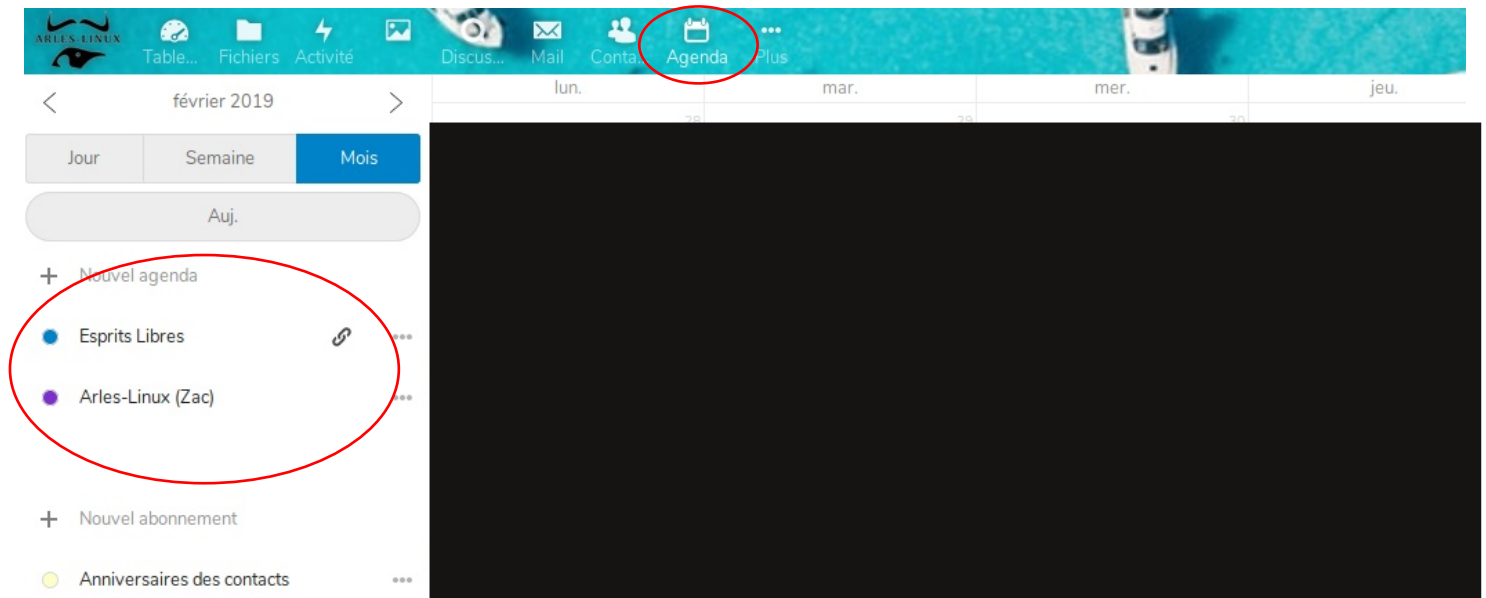 ARLES-LINUX
Table... Fichiers Activité Discus... Mail Conta... Agenda Plus
février 2019
lun. mar. mer. jeu.
28 29 30
Jour Semaine Mois
Auj.
Nouvel agenda
Esprits Libres
Arles-Linux (Zac)
Nouvel abonnement
Anniversaires des contacts